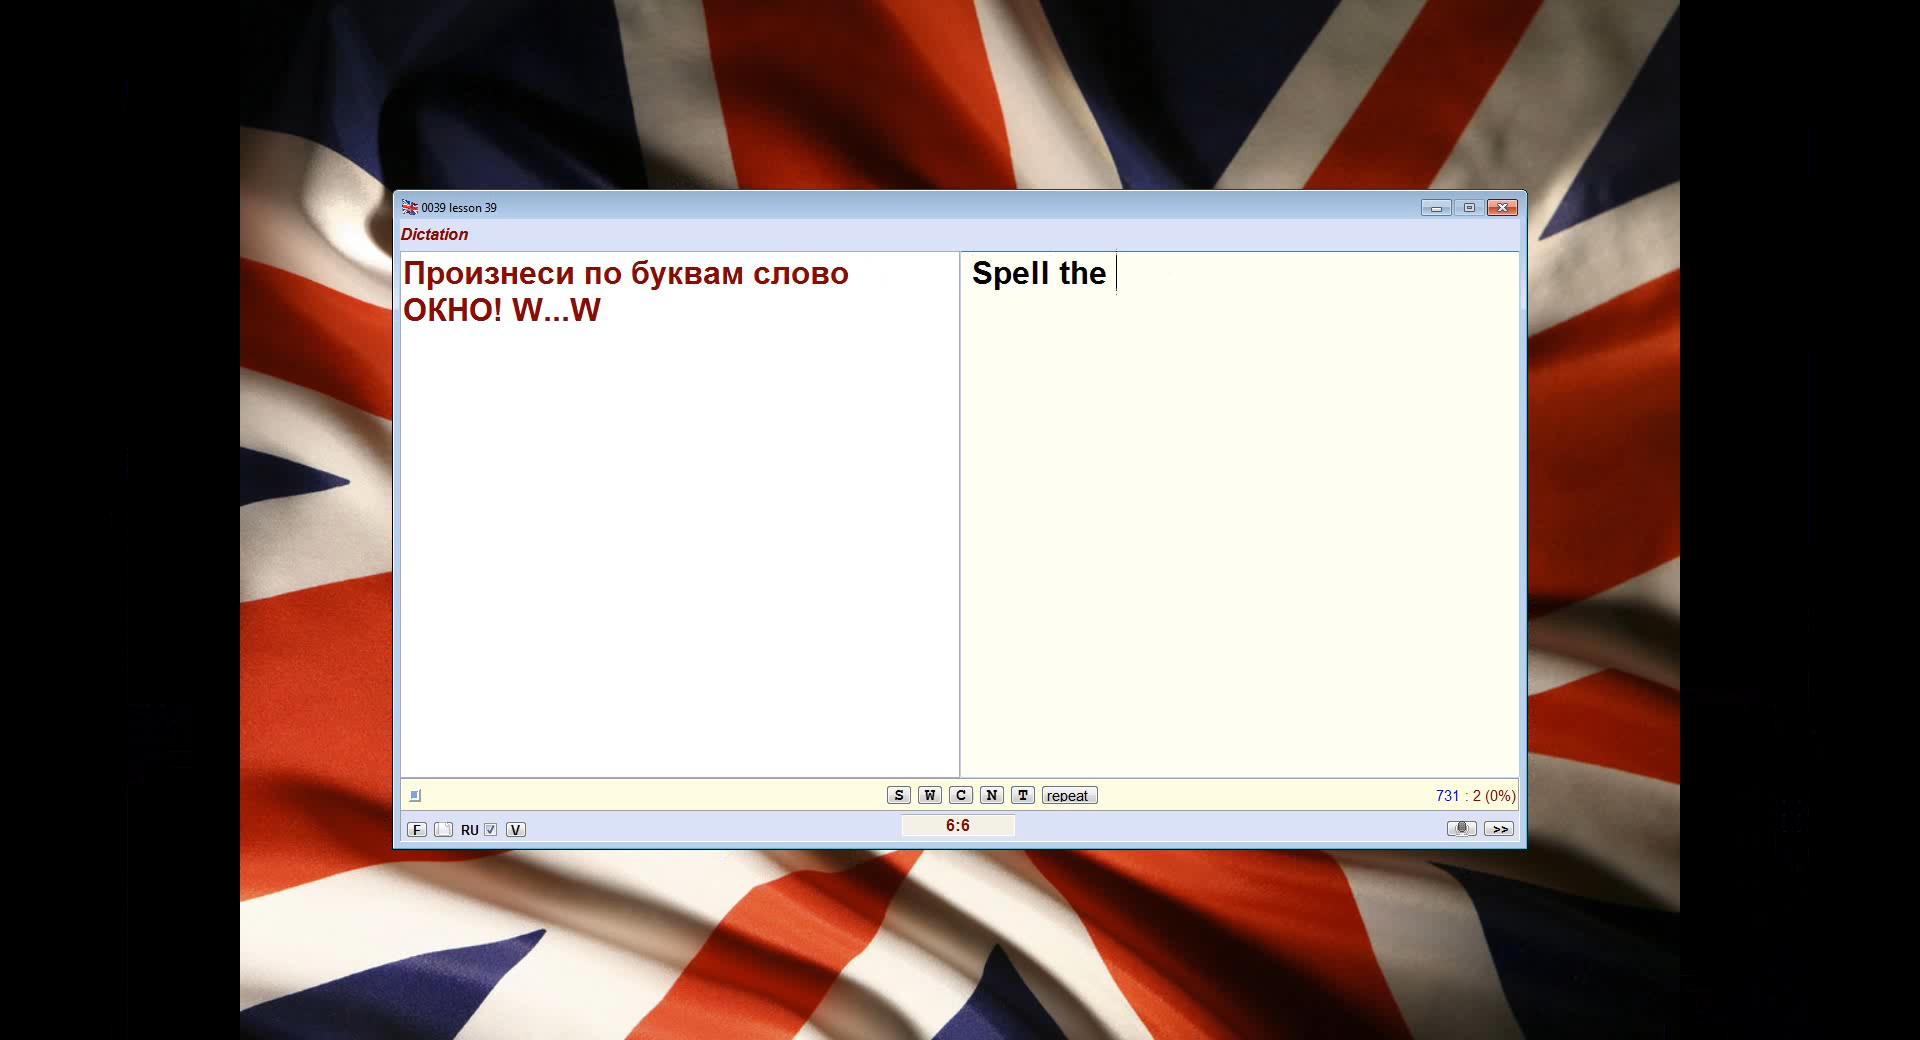 0039 lesson 39
Dictation
Произнеси по буквам слово
ОКНО! W...W
Spell the
S W C N T repeat
731 : 2 (0%)
F RU V
6:6
>>